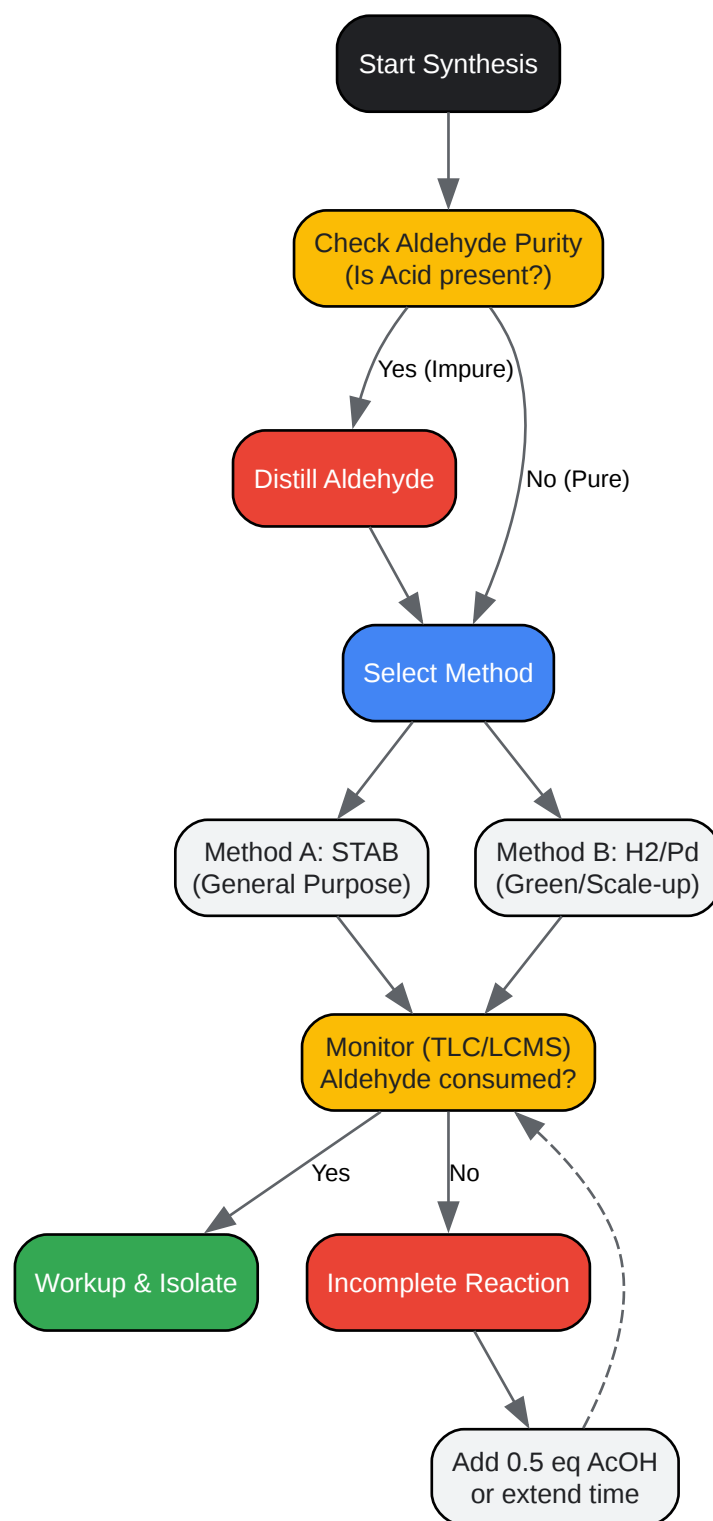 Start Synthesis
Check Aldehyde Purity
(Is Acid present?)
Yes (Impure)
Distill Aldehyde
No (Pure)
Select Method
Method A: STAB
(General Purpose)
Method B: H2/Pd
(Green/Scale-up)
Monitor (TLC/LCMS)
Aldehyde consumed?
Yes
No
Workup & Isolate
Incomplete Reaction
Add 0.5 eq AcOH
or extend time